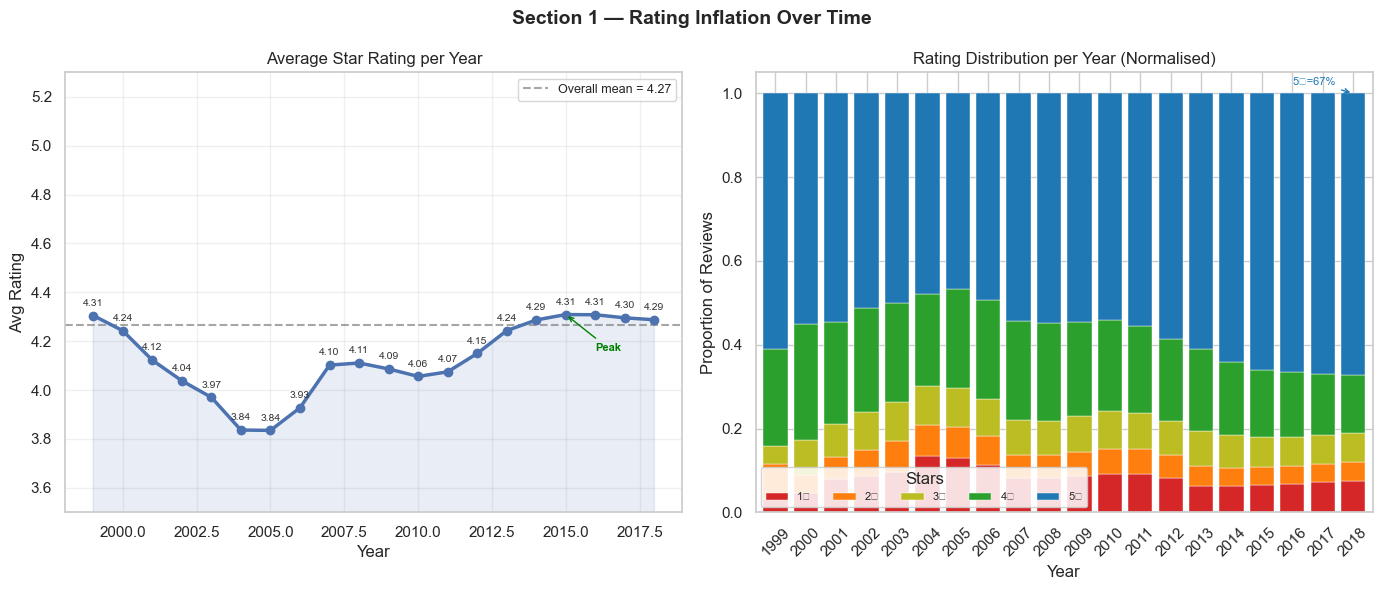 Section 1 — Rating Inflation Over Time
Average Star Rating per Year
Overall mean = 4.27
5.2
5.0
4.8
4.6
4.4
4.2
4.0
3.8
3.6
Avg Rating
4.31
4.24
4.12
4.04
3.97
3.84
3.84
3.93
4.10
4.11
4.09
4.06
4.07
4.15
4.24
4.29
4.31
4.31
4.30
4.29
Peak
2000.0 2002.5 2005.0 2007.5 2010.0 2012.5 2015.0 2017.5
Year
Rating Distribution per Year (Normalised)
5□=67%
1.0
0.8
0.6
0.4
0.2
0.0
Proportion of Reviews
Stars
1□ 2□ 3□ 4□ 5□
1999 2000 2001 2002 2003 2004 2005 2006 2007 2008 2009 2010 2011 2012 2013 2014 2015 2016 2017 2018
Year